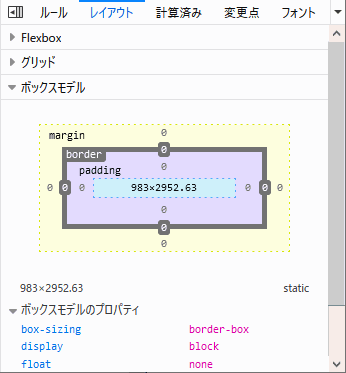 ルール レイアウト 計算済み 変更点 フォント
Flexbox
グリッド
ボックスモデル
margin 0
border 0
padding 0
0 0 0 983×2952.63 0 0 0
0
0
0
983×2952.63 static
ボックスモデルのプロパティ
box-sizing border-box
display block
float none